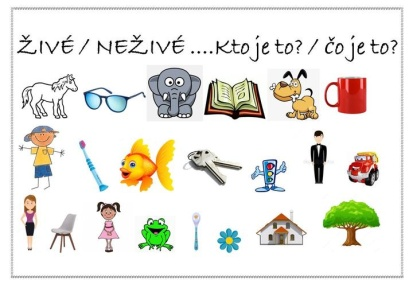 ŽIVÉ / NEŽIVÉ ....Kto je to? / čo je to?